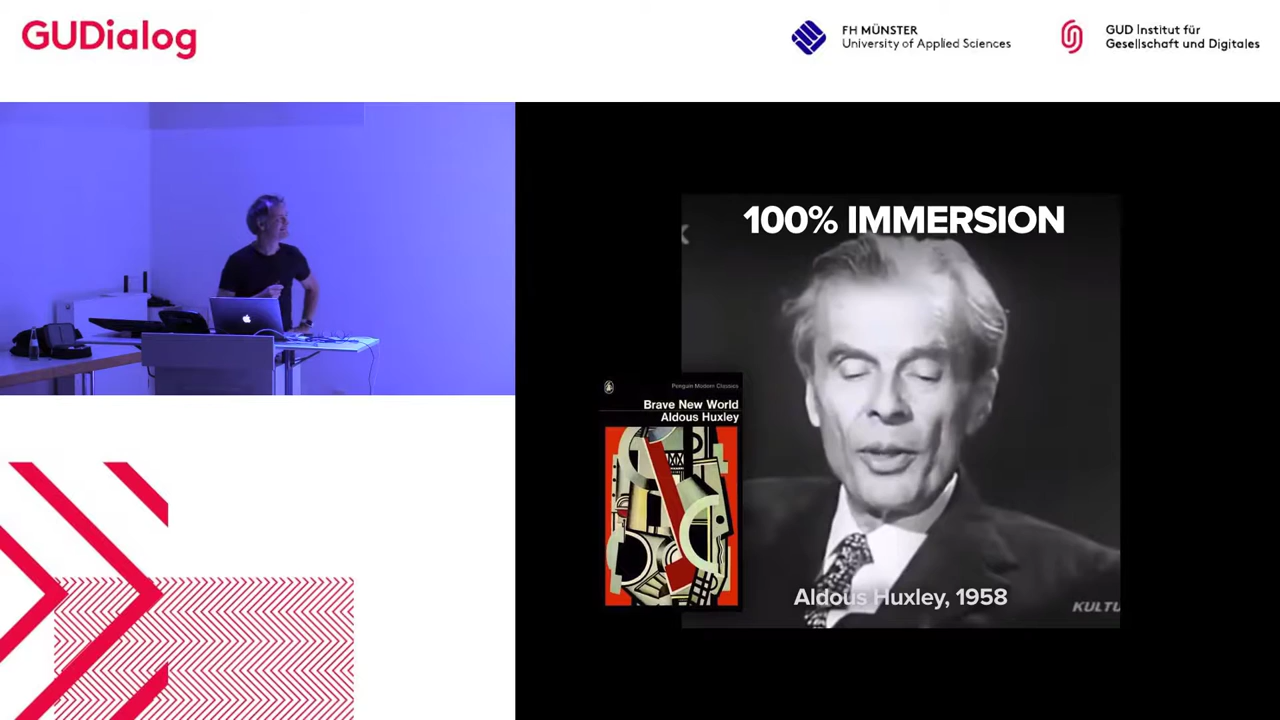 GUDialog
FH MÜNSTER
University of Applied Sciences
GUD Institut für
Gesellschaft und Digitales
100% IMMERSION
Penguin Modern Classics
Brave New World
Aldous Huxley
Aldous Huxley, 1958